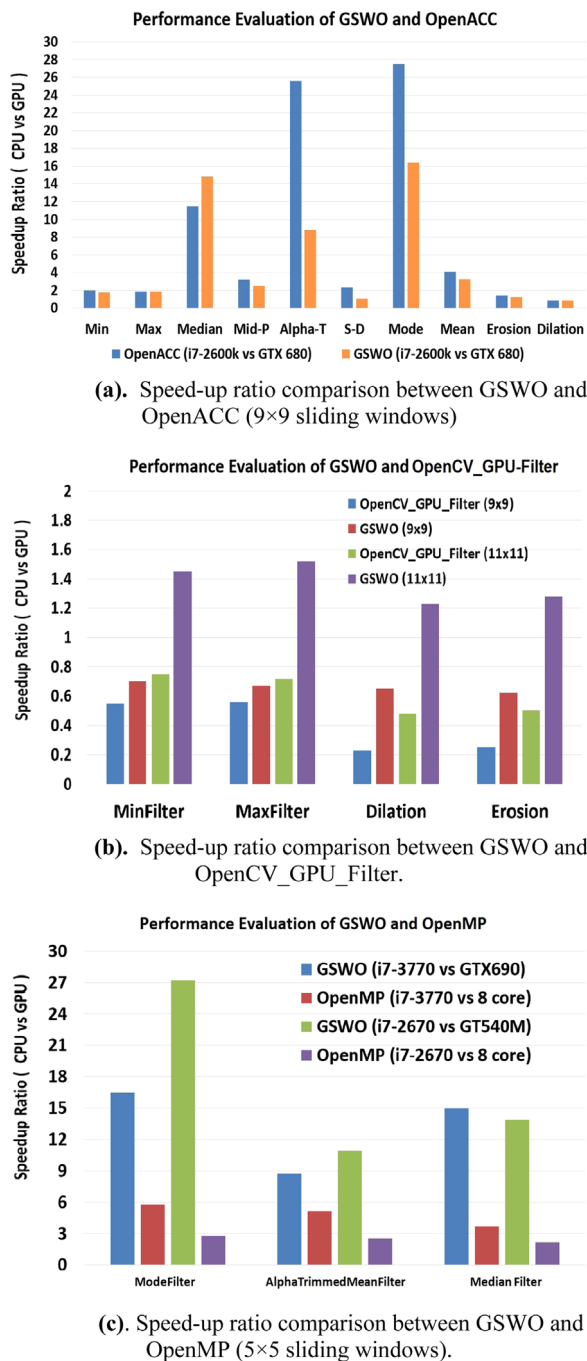 Performance Evaluation of GSWO and OpenACC
Speedup Ratio ( CPU vs GPU )
30
28
26
24
22
20
18
16
14
12
10
8
6
4
2
0
Min Max Median Mid-P Alpha-T S-D Mode Mean Erosion Dilation
OpenACC (i7-2600k vs GTX 680) GSWO (i7-2600k vs GTX 680)
(a). Speed-up ratio comparison between GSWO and
OpenACC (9×9 sliding windows)
Performance Evaluation of GSWO and OpenCV_GPU-Filter
Speedup Ratio ( CPU vs GPU )
2
1.8
1.6
1.4
1.2
1
0.8
0.6
0.4
0.2
0
OpenCV_GPU_Filter (9x9)
GSWO (9x9)
OpenCV_GPU_Filter (11x11)
GSWO (11x11)
MinFilter MaxFilter Dilation Erosion
(b). Speed-up ratio comparison between GSWO and
OpenCV_GPU_Filter.
Performance Evaluation of GSWO and OpenMP
Speedup Ratio ( CPU vs GPU )
30
27
24
21
18
15
12
9
6
3
0
GSWO (i7-3770 vs GTX690)
OpenMP (i7-3770 vs 8 core)
GSWO (i7-2670 vs GT540M)
OpenMP (i7-2670 vs 8 core)
ModeFilter AlphaTrimmedMeanFilter Median Filter
(c). Speed-up ratio comparison between GSWO and
OpenMP (5×5 sliding windows).